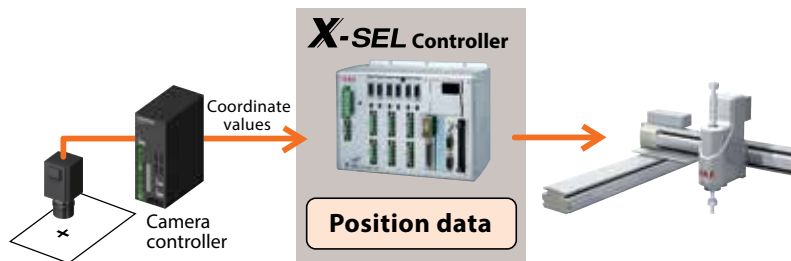 X-SEL Controller
Coordinate
values
Camera
controller
Position data